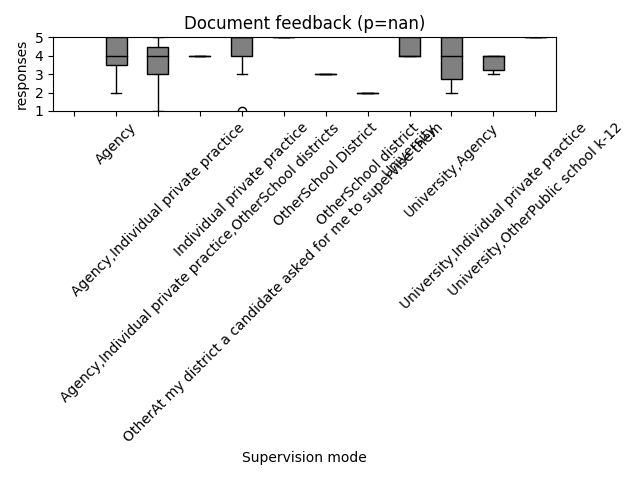 Document feedback (p=nan)
responses
5
4
3
2
1
Agency
Agency,Individual private practice
Agency,Individual private practice,OtherSchool districts
Individual private practice
OtherAt my district a candidate asked for me to supervise them
OtherSchool District
OtherSchool district
University
University,Agency
University,Individual private practice
University,OtherPublic school k-12
Supervision mode